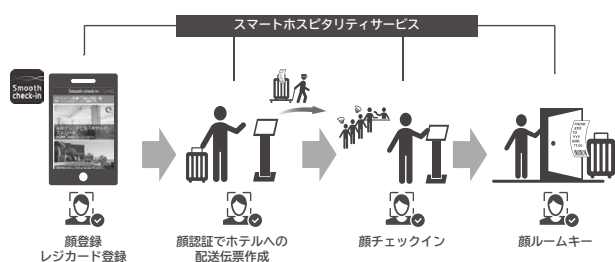 スマートホスピタリティサービス
Smooth
check-in
Smooth check-in
顔登録
レジカード登録
顔認証でホテルへの
配送伝票作成
顔チェックイン
顔ルームキー